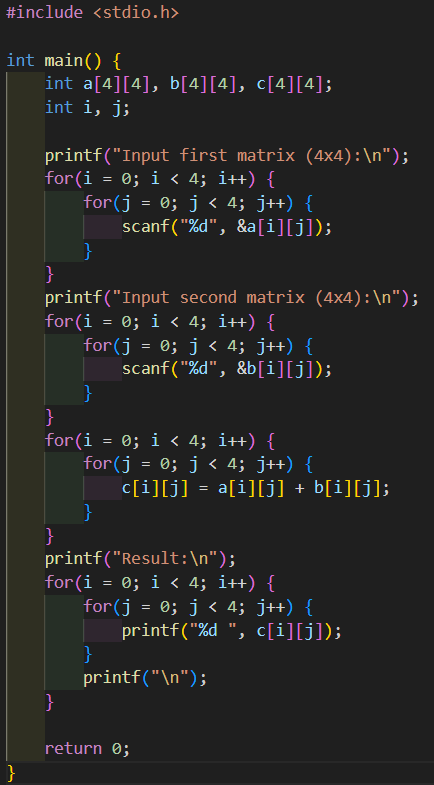 #include <stdio.h>

int main() {
    int a[4][4], b[4][4], c[4][4];
    int i, j;

    printf("Input first matrix (4x4):\n");
    for(i = 0; i < 4; i++) {
        for(j = 0; j < 4; j++) {
            scanf("%d", &a[i][j]);
        }
    }
    printf("Input second matrix (4x4):\n");
    for(i = 0; i < 4; i++) {
        for(j = 0; j < 4; j++) {
            scanf("%d", &b[i][j]);
        }
    }
    for(i = 0; i < 4; i++) {
        for(j = 0; j < 4; j++) {
            c[i][j] = a[i][j] + b[i][j];
        }
    }
    printf("Result:\n");
    for(i = 0; i < 4; i++) {
        for(j = 0; j < 4; j++) {
            printf("%d ", c[i][j]);
        }
        printf("\n");
    }

    return 0;
}